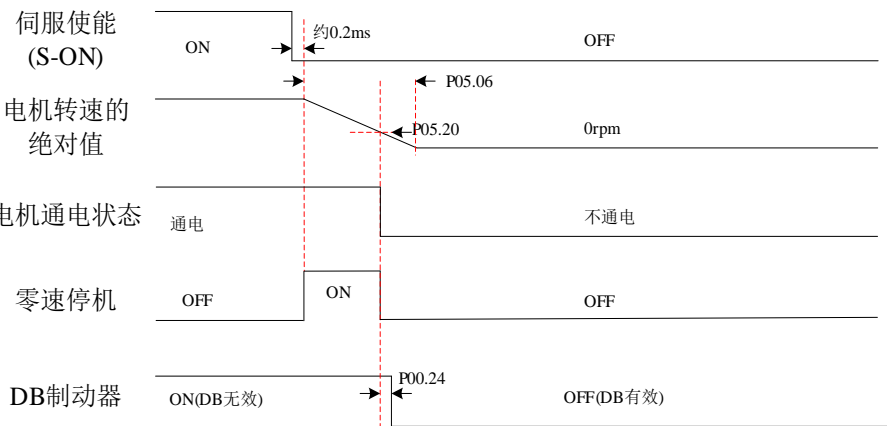 伺服使能
(S-ON)
ON
约0.2ms
OFF
P05.06
电机转速的
绝对值
P05.20
0rpm
电机通电状态
通电
不通电
零速停机
OFF
ON
OFF
DB制动器
ON(DB无效)
P00.24
OFF(DB有效)